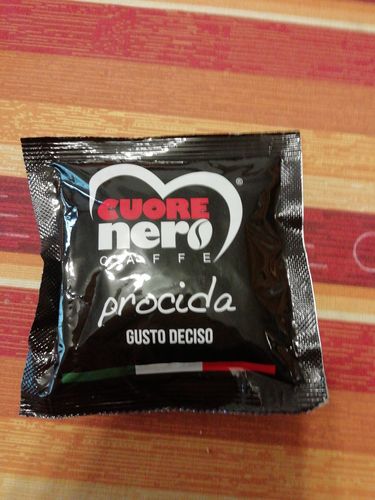 CUORE
nero
®
CAFFE
procida
GUSTO DECISO